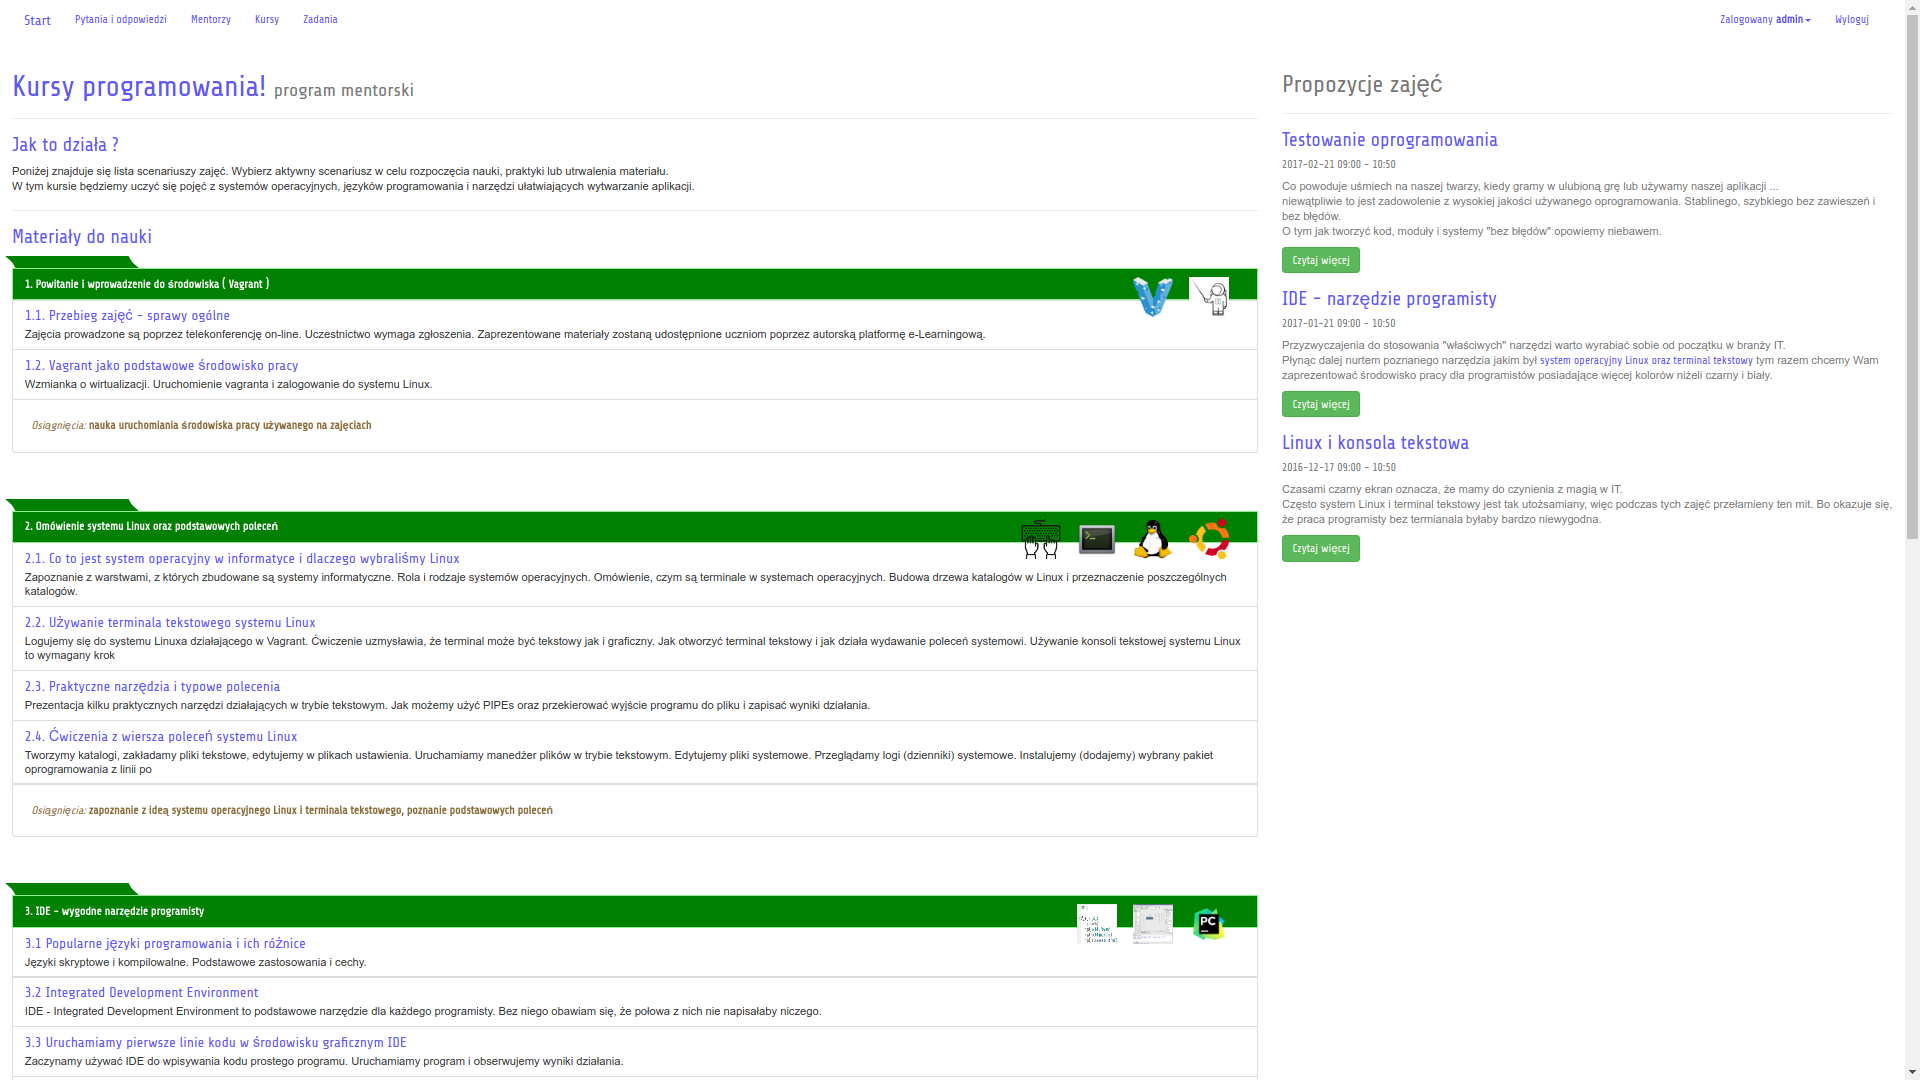 Start Pytania i odpowiedzi Mentorzy Kursy Zadania Zalogowany admin Wyloguj
Kursy programowania! program mentorski
Jak to działa ?
Poniżej znajduje się lista scenariuszy zajęć. Wybierz aktywny scenariusz w celu rozpoczęcia nauki, praktyki lub utrwalenia materiału.
W tym kursie będziemy uczyć się pojęć z systemów operacyjnych, języków programowania i narzędzi ułatwiających wytwarzanie aplikacji.
Materiały do nauki
1. Powitanie i wprowadzenie do środowiska ( Vagrant )
1.1. Przebieg zajęć - sprawy ogólne
Zajęcia prowadzone są poprzez telekonferencję on-line. Uczestnictwo wymaga zgłoszenia. Zaprezentowane materiały zostaną udostępnione uczniom poprzez autorską platformę e-Learningową.
1.2. Vagrant jako podstawowe środowisko pracy
Wzmianka o wirtualizacji. Uruchomienie vagranta i zalogowanie do systemu Linux.
Osiągnięcia: nauka uruchomiania środowiska pracy używanego na zajęciach
2. Omówienie systemu Linux oraz podstawowych poleceń
2.1. Co to jest system operacyjny w informatyce i dlaczego wybraliśmy Linux
Zapoznanie z warstwami, z których zbudowane są systemy informatyczne. Rola i rodzaje systemów operacyjnych. Omówienie, czym są terminale w systemach operacyjnych. Budowa drzewa katalogów w Linux i przeznaczenie poszczególnych
katalogów.
2.2. Używanie terminala tekstowego systemu Linux
Logujemy się do systemu Linuxa działającego w Vagrant. Ćwiczenie uzmysławia, że terminal może być tekstowy jak i graficzny. Jak otworzyć terminal tekstowy i jak działa wydawanie poleceń systemowi. Używanie konsoli tekstowej systemu Linux
to wymagany krok
2.3. Praktyczne narzędzia i typowe polecenia
Prezentacja kilku praktycznych narzędzi działających w trybie tekstowym. Jak możemy użyć PIPEs oraz przekierować wyjście programu do pliku i zapisać wyniki działania.
2.4. Ćwiczenia z wiersza poleceń systemu Linux
Tworzymy katalogi, zakładamy pliki tekstowe, edytujemy w plikach ustawienia. Uruchamiamy manedżer plików w trybie tekstowym. Edytujemy pliki systemowe. Przeglądamy logi (dzienniki) systemowe. Instalujemy (dodajemy) wybrany pakiet
oprogramowania z linii po
Osiągnięcia: zapoznanie z ideą systemu operacyjnego Linux i terminala tekstowego, poznanie podstawowych poleceń
3. IDE - wygodne narzędzie programisty
PC
3.1 Popularne języki programowania i ich różnice
Języki skryptowe i kompilowalne. Podstawowe zastosowania i cechy.
3.2 Integrated Development Environment
IDE - Integrated Development Environment to podstawowe narzędzie dla każdego programisty. Bez niego obawiam się, że połowa z nich nie napisałaby niczego.
3.3 Uruchamiamy pierwsze linie kodu w środowisku graficznym IDE
Zaczynamy używać IDE do wpisywania kodu prostego programu. Uruchamiamy program i obserwujemy wyniki działania.
Propozycje zajęć
Testowanie oprogramowania
2017-02-21 09:00 - 10:50
Co powoduje uśmiech na naszej twarzy, kiedy gramy w ulubioną grę lub używamy naszej aplikacji ...
niewątpliwie to jest zadowolenie z wysokiej jakości używanego oprogramowania. Stablinego, szybkiego bez zawieszeń i
bez błędów.
O tym jak tworzyć kod, moduły i systemy "bez błędów" opowiemy niebawem.
Czytaj więcej
IDE - narzędzie programisty
2017-01-21 09:00 - 10:50
Przyzwyczajenia do stosowania "właściwych" narzędzi warto wyrabiać sobie od początku w branży IT.
Płynąc dalej nurtem poznanego narzędzia jakim był system operacyjny Linux oraz terminal tekstowy tym razem chcemy Wam
zaprezentować środowisko pracy dla programistów posiadające więcej kolorów niżeli czarny i biały.
Czytaj więcej
Linux i konsola tekstowa
2016-12-17 09:00 - 10:50
Czasami czarny ekran oznacza, że mamy do czynienia z magią w IT.
Często system Linux i terminal tekstowy jest tak utożsamiany, więc podczas tych zajęć przełamieny ten mit. Bo okazuje się,
że praca programisty bez termianala byłaby bardzo niewygodna.
Czytaj więcej